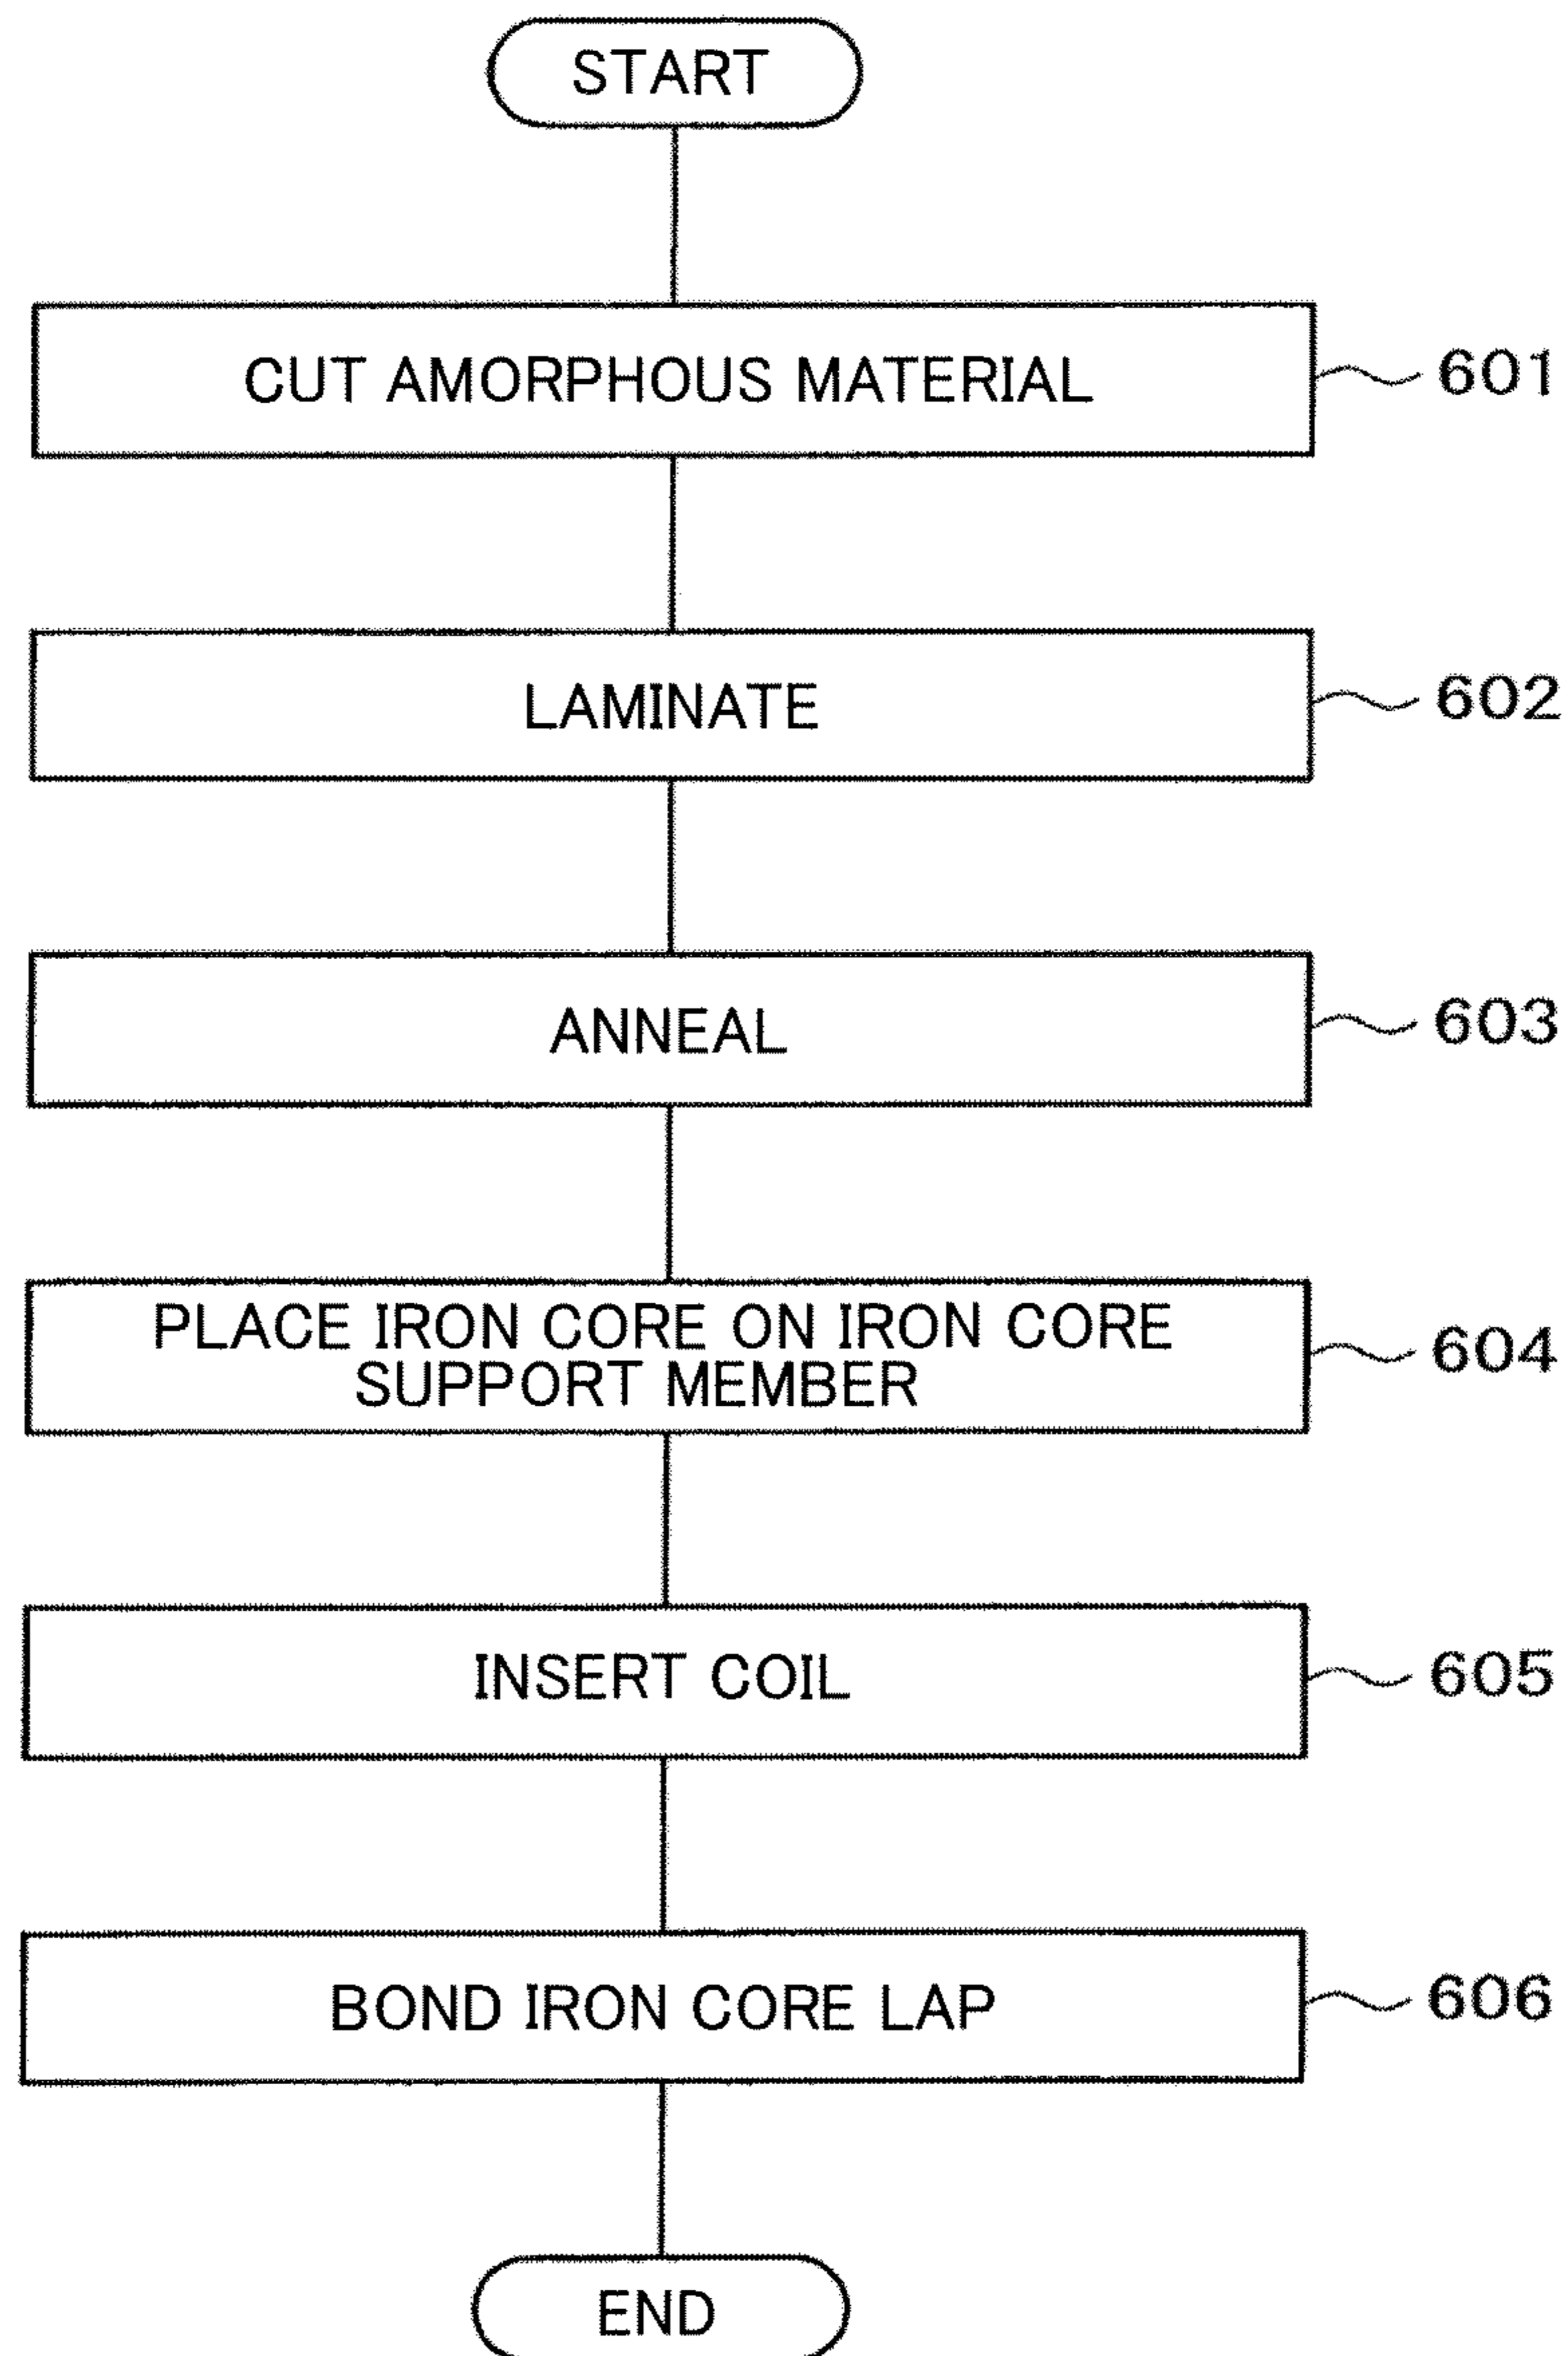 START
CUT AMORPHOUS MATERIAL
601
LAMINATE
602
ANNEAL
603
PLACE IRON CORE ON IRON CORE
SUPPORT MEMBER
604
INSERT COIL
605
BOND IRON CORE LAP
606
END